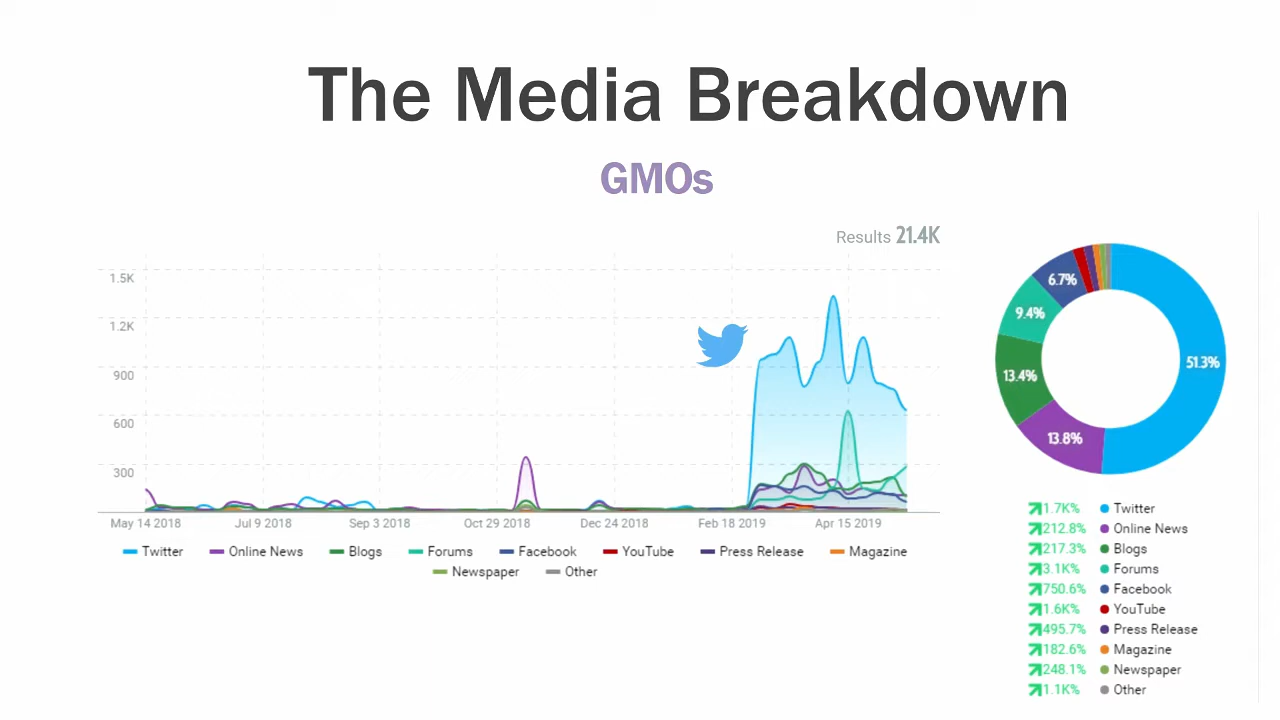 The Media Breakdown
GMOs
Results 21.4K
1.5K
1.2K
900
600
300
May 14 2018 Jul 9 2018 Sep 3 2018 Oct 29 2018 Dec 24 2018 Feb 18 2019 Apr 15 2019
Twitter Online News Blogs Forums Facebook YouTube Press Release Magazine
Newspaper Other
51.3%
13.8%
13.4%
9.4%
6.7%
1.7K% Twitter
212.8% Online News
217.3% Blogs
3.1K% Forums
750.6% Facebook
1.6K% YouTube
495.7% Press Release
182.6% Magazine
248.1% Newspaper
1.1K% Other